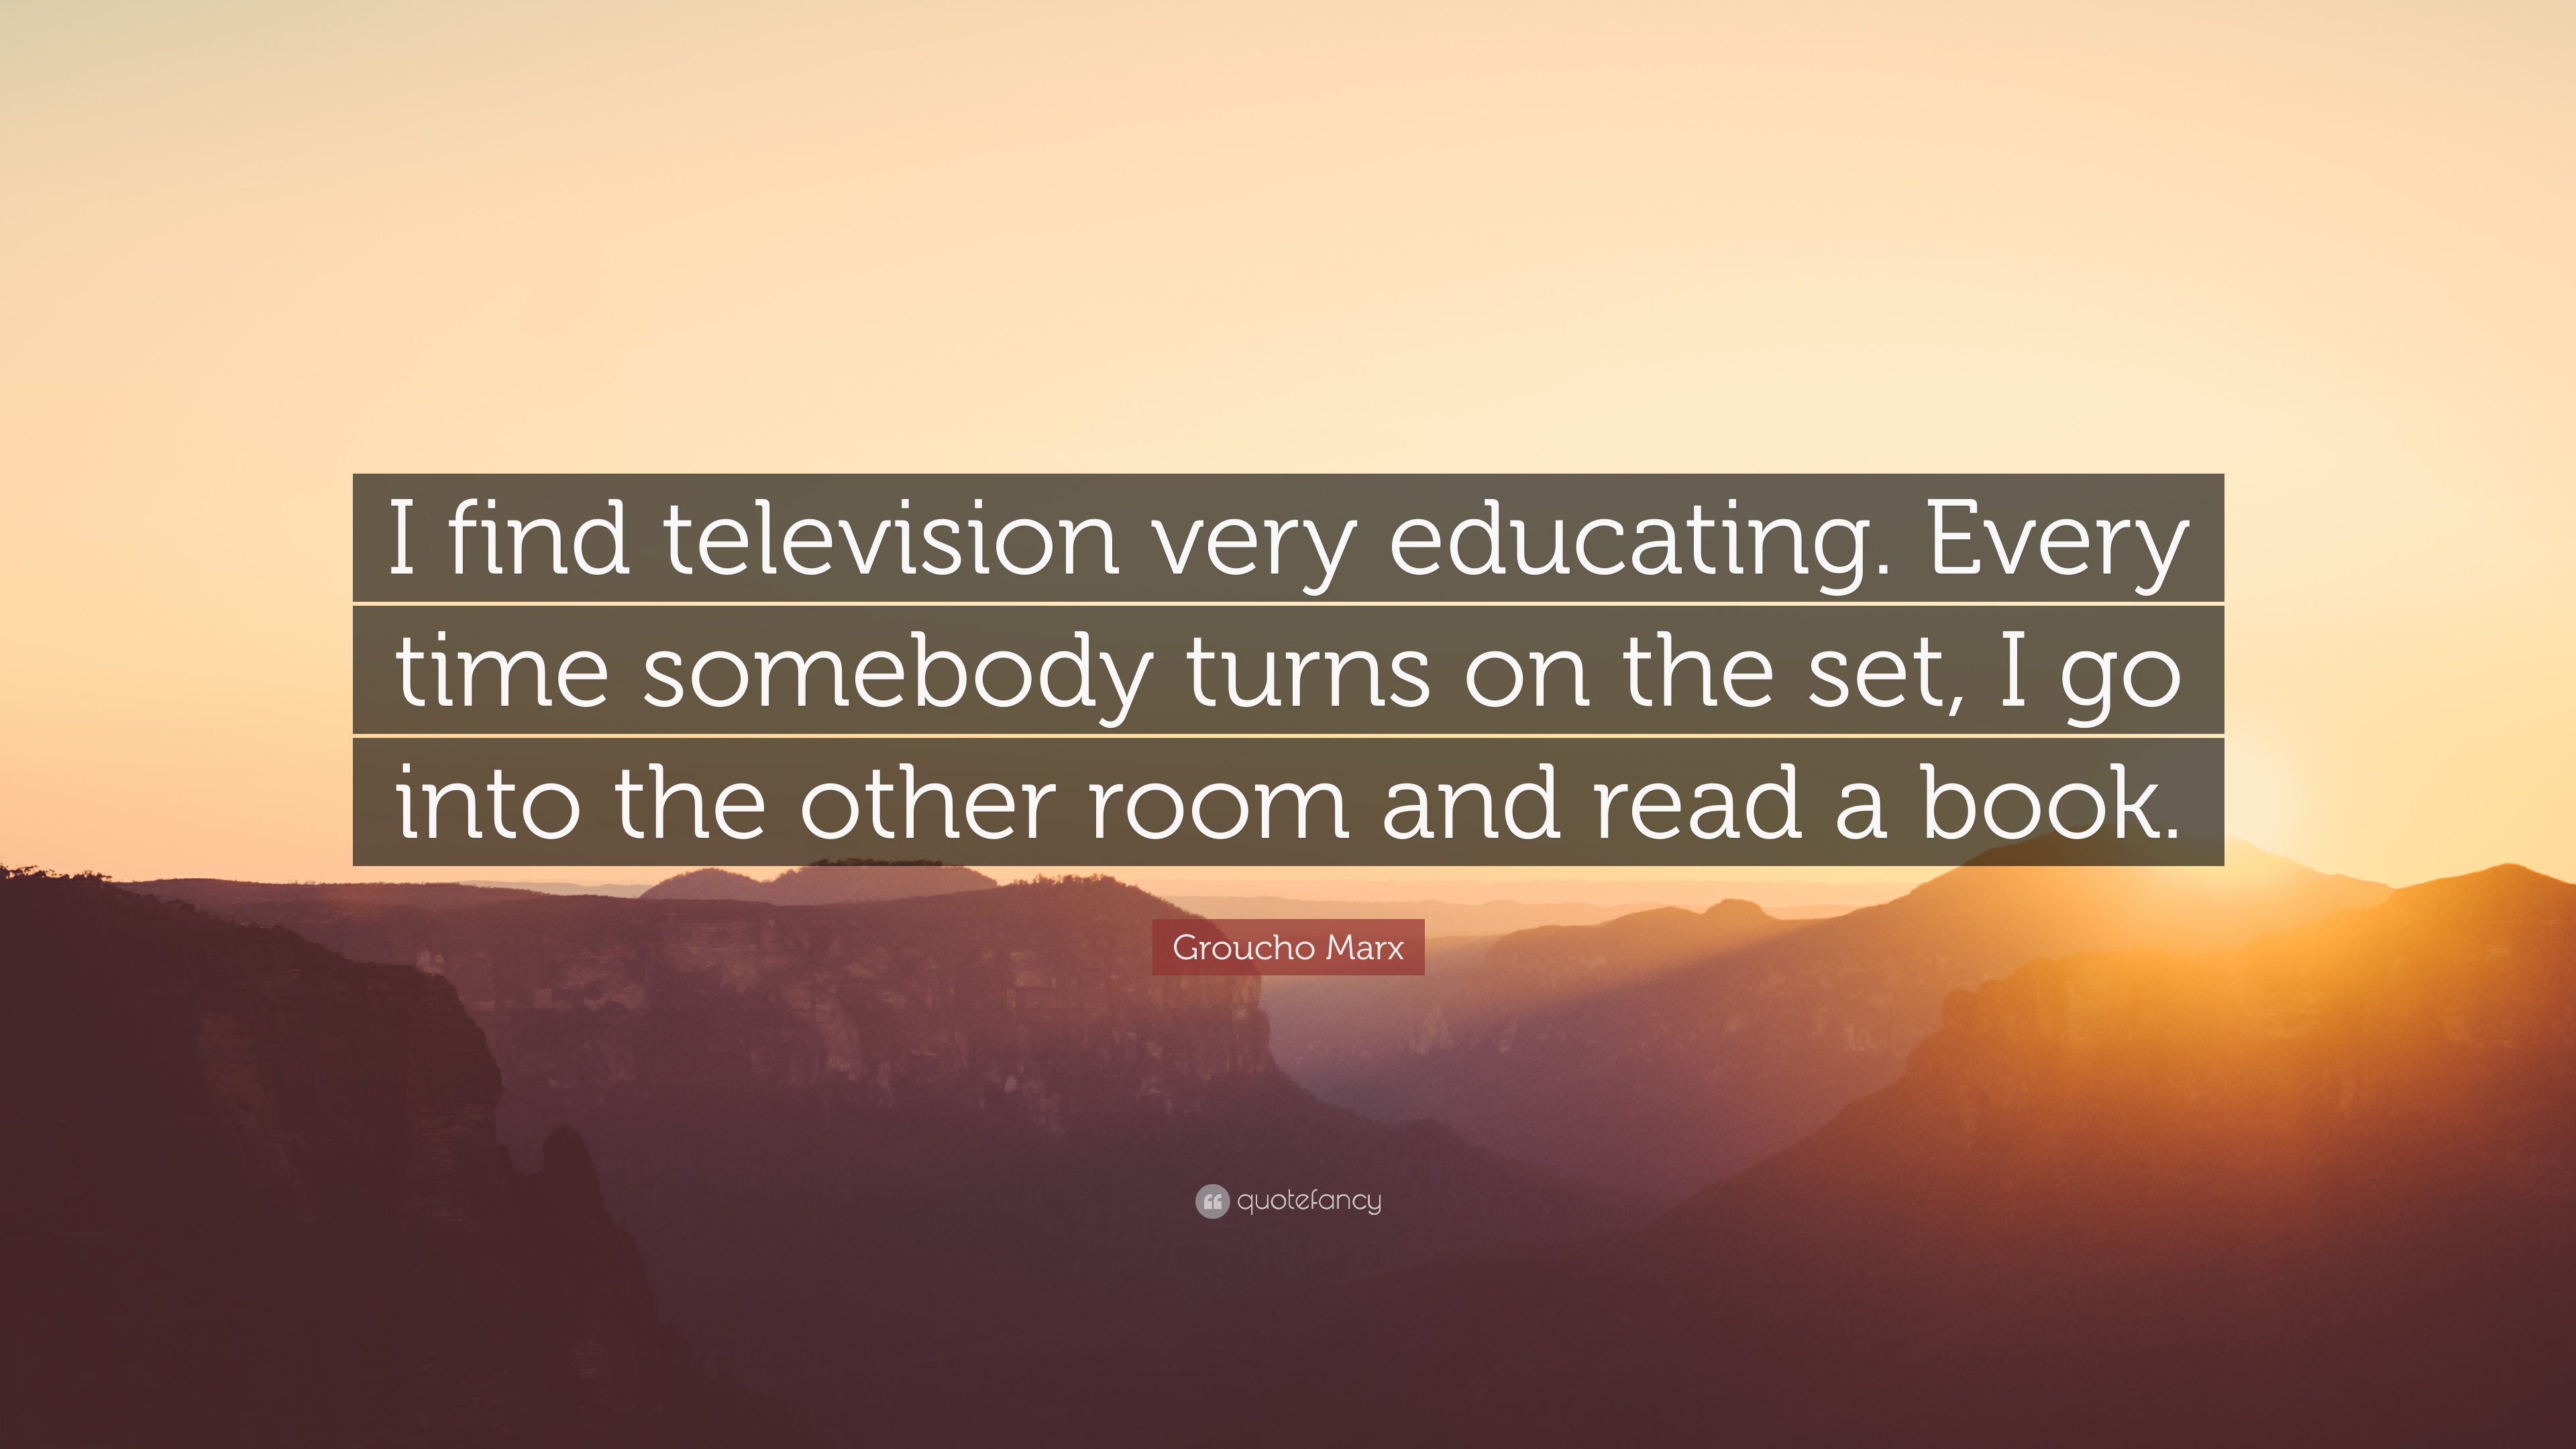 I find television very educating. Every
time somebody turns on the set, I go
into the other room and read a book.
Groucho Marx
quotefancy